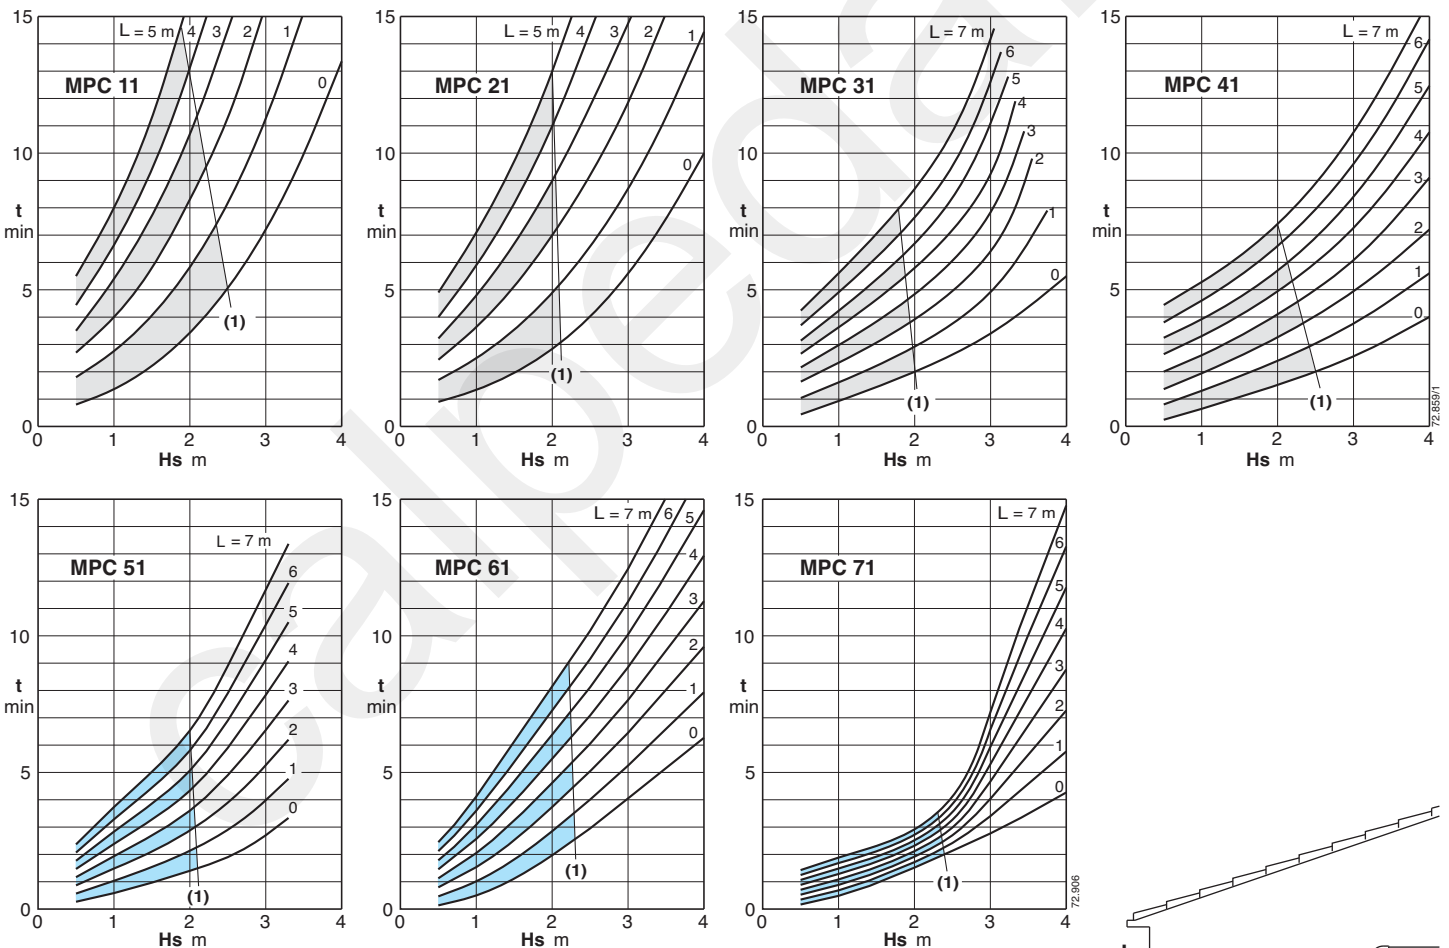 15
L = 5 m 4 3 2 1
0
MPC 11
10
t
min
5
(1)
0
0 1 2 3 4
Hs m
15
L = 5 m 4 3 2 1
MPC 21
10
0
t
min
5
(1)
0
0 1 2 3 4
Hs m
15
L = 7 m
6
5
4
3
2
1
0
MPC 31
10
t
min
5
(1)
0
0 1 2 3 4
Hs m
15
L = 7 m
6
5
4
3
2
1
0
MPC 41
10
t
min
5
(1)
0
0 1 2 3 4
Hs m
72.859/1
15
L = 7 m
6
5
4
3
2
1
0
MPC 51
10
t
min
5
(1)
0
0 1 2 3 4
Hs m
15
L = 7 m 6 5
4
3
2
1
0
MPC 61
10
t
min
5
(1)
0
0 1 2 3 4
Hs m
15
L = 7 m
6
5
4
3
2
1
0
MPC 71
10
t
min
5
(1)
0
0 1 2 3 4
Hs m
72.906
calpeda